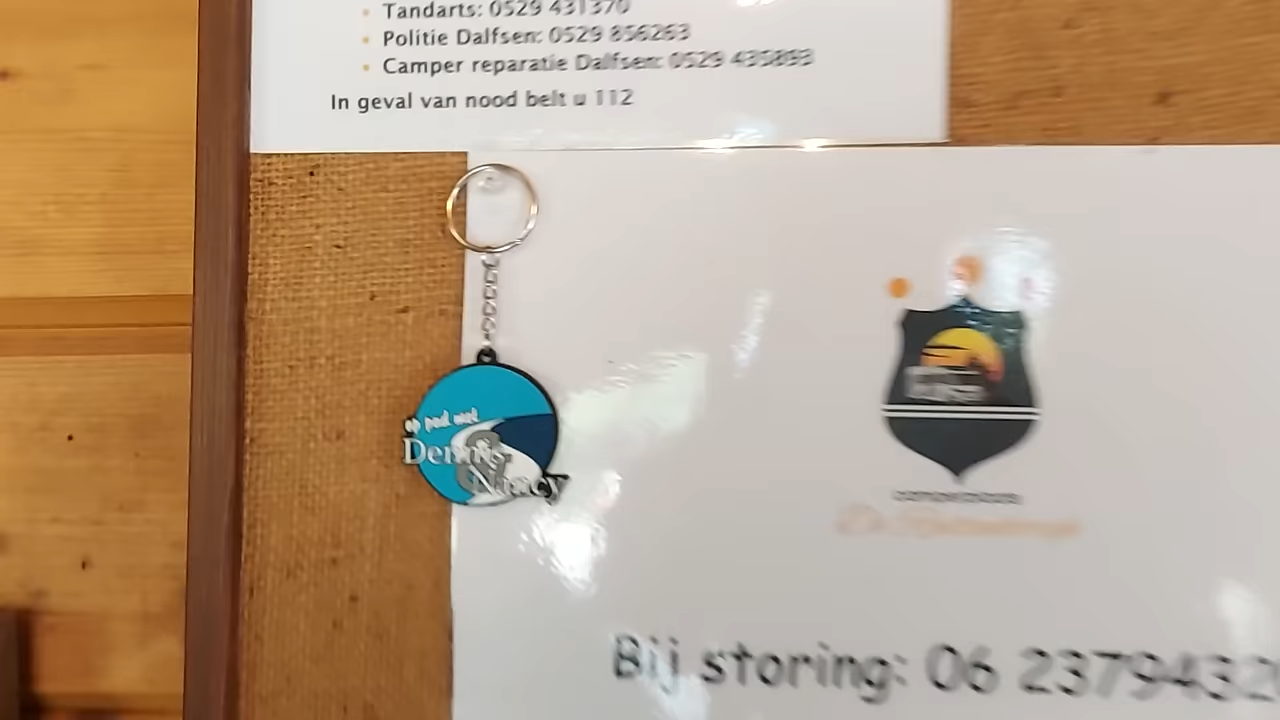 Tandarts: 0529 431370
Politie Dalfsen: 0529 856263
Camper reparatie Dalfsen: 0529 435893
In geval van nood belt u 112
op pad met
Dennis
&
Nancy
Bij storing: 06 2379432